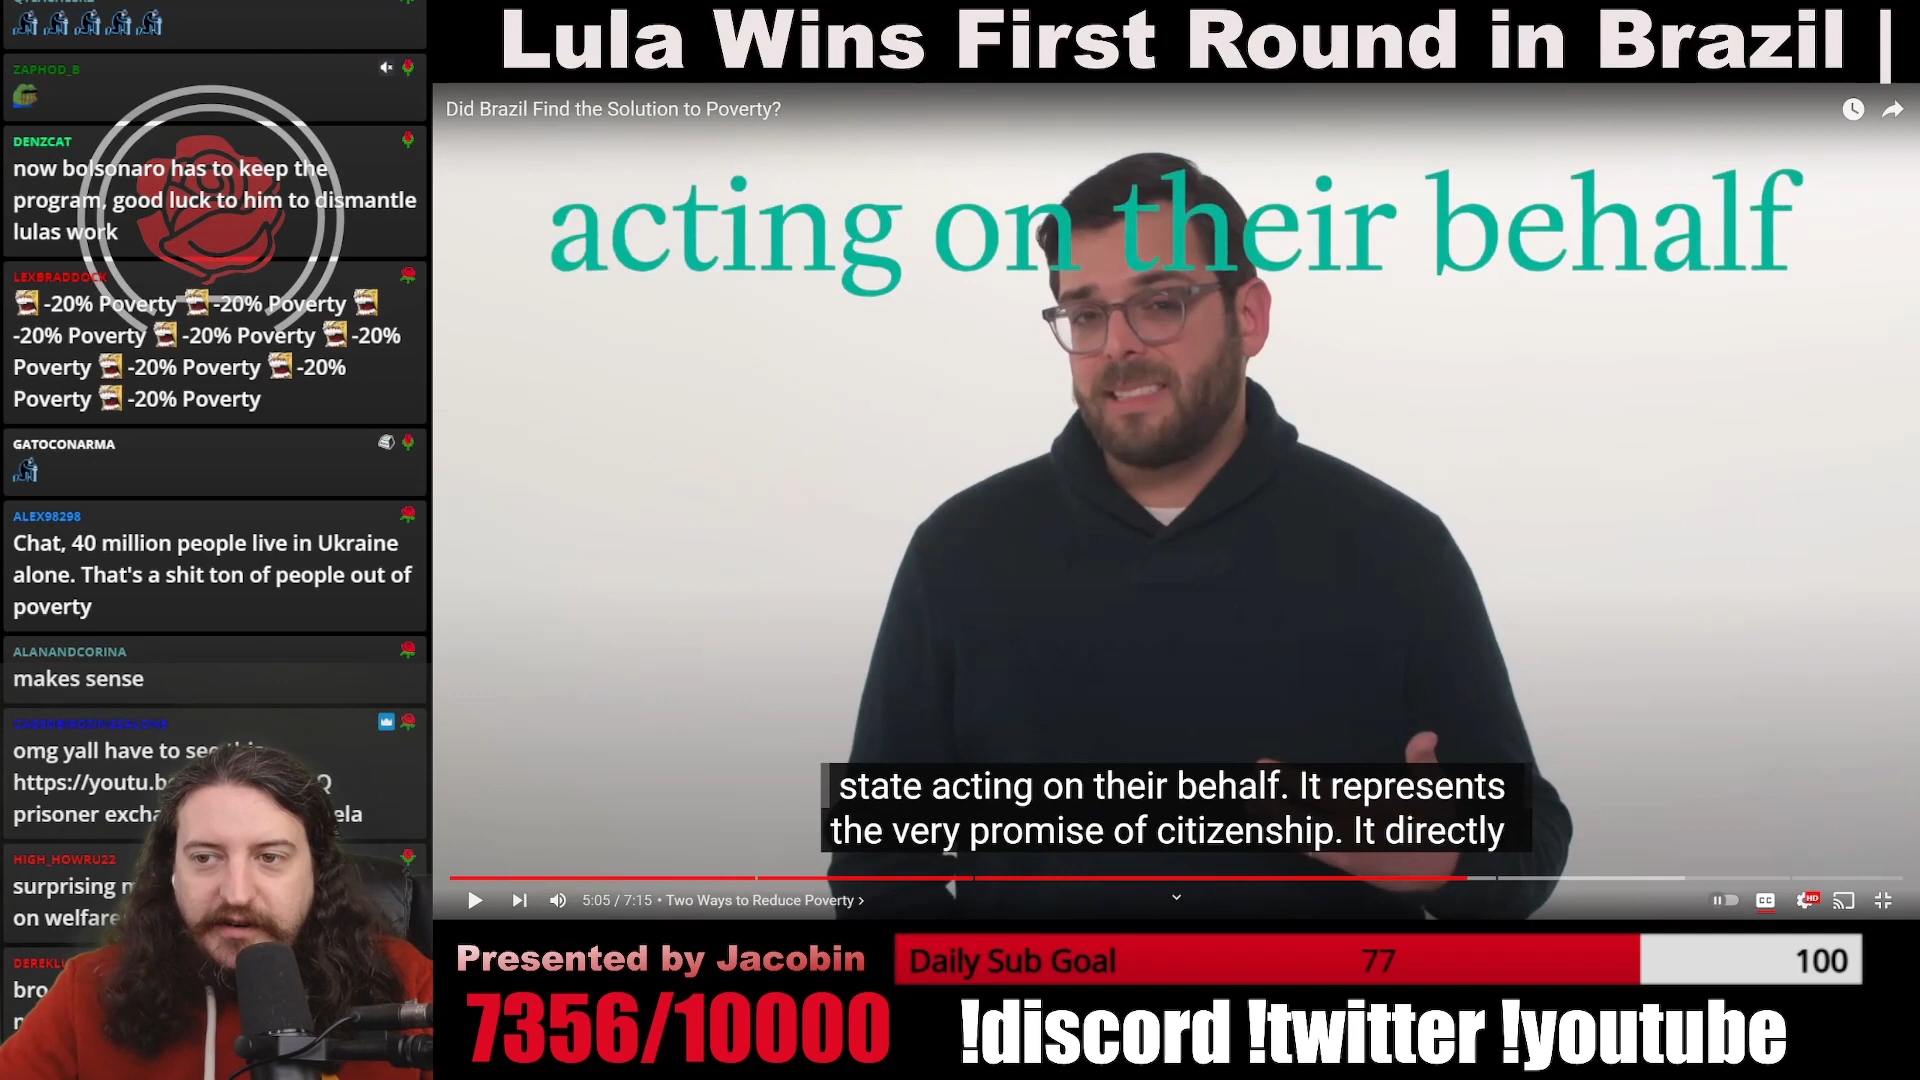 Lula Wins First Round in Brazil |
ZAPHOD_B
DENZCAT
now bolsonaro has to keep the
program, good luck to him to dismantle
lulas work
LEXBRADDOCK
-20% Poverty -20% Poverty
-20% Poverty -20% Poverty -20%
Poverty -20% Poverty -20%
Poverty -20% Poverty
GATOCONARMA
ALEX98298
Chat, 40 million people live in Ukraine
alone. That's a shit ton of people out of
poverty
ALANANDCORINA
makes sense
omg yall have to see this
prisoner
HIGH_HOWRU22
surprising
on welfare
bro
Did Brazil Find the Solution to Poverty?
acting on their behalf
state acting on their behalf. It represents
the very promise of citizenship. It directly
5:05 / 7:15 • Two Ways to Reduce Poverty >
CC
HD
Presented by Jacobin
Daily Sub Goal 77 100
7356/10000
!discord !twitter !youtube